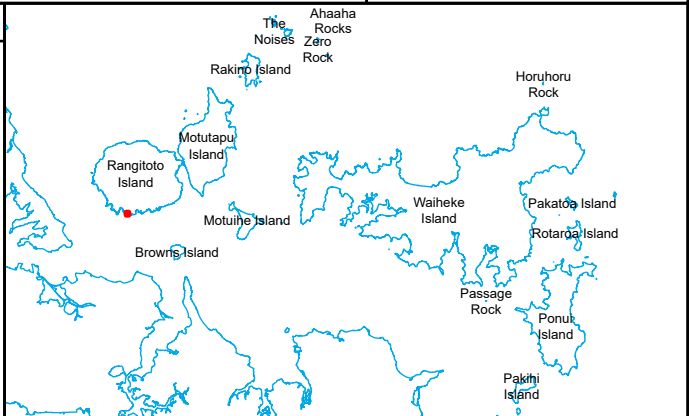 The
Noises
Ahaaha
Rocks
Zero
Rock
Rakino Island
Horuhoru
Rock
Motutapu
Island
Rangitoto
Island
Waiheke
Island
Pakatoa Island
Motuihe Island
Rotaroa Island
Browns Island
Passage
Rock
Ponui
Island
Pakihi
Island